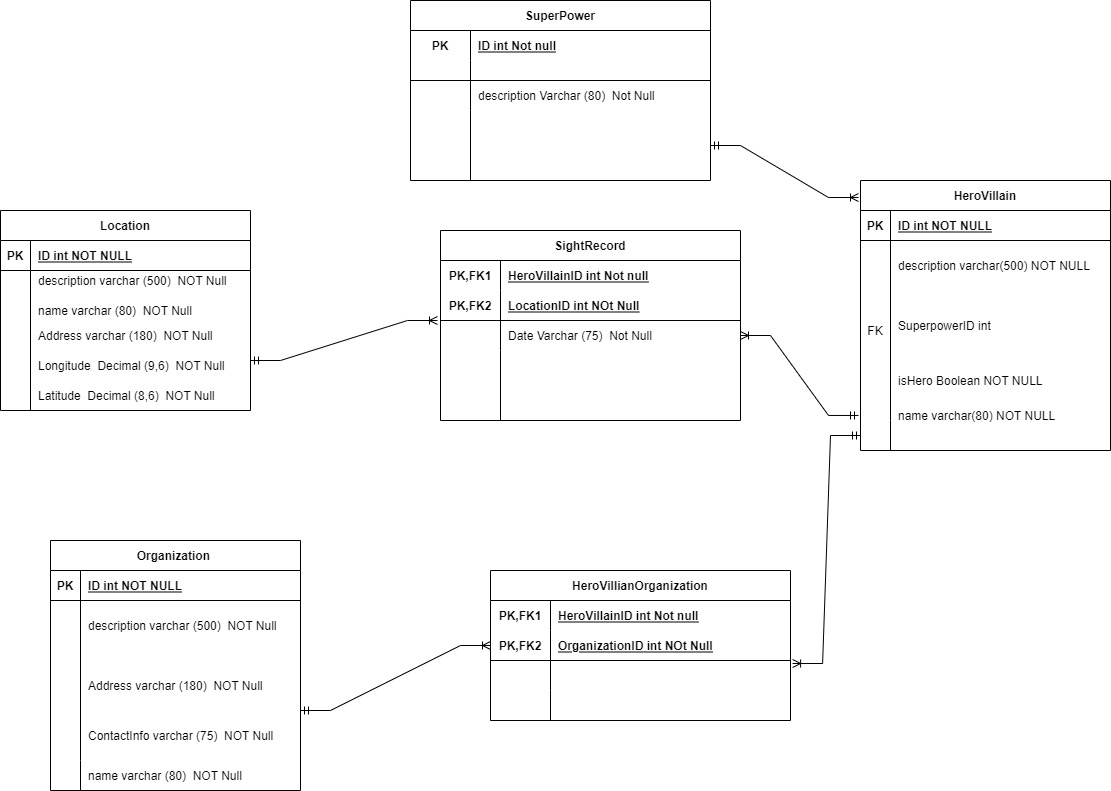 SuperPower
PK ID int Not null
description Varchar (80) Not Null
HeroVillain
PK ID int NOT NULL
description varchar(500) NOT NULL
FK SuperpowerID int
isHero Boolean NOT NULL
name varchar(80) NOT NULL
Location
PK ID int NOT NULL
description varchar (500) NOT Null
name varchar (80) NOT Null
Address varchar (180) NOT Null
Longitude Decimal (9,6) NOT Null
Latitude Decimal (8,6) NOT Null
SightRecord
PK,FK1 HeroVillainID int Not null
PK,FK2 LocationID int NOt Null
Date Varchar (75) Not Null
Organization
PK ID int NOT NULL
description varchar (500) NOT Null
Address varchar (180) NOT Null
ContactInfo varchar (75) NOT Null
name varchar (80) NOT Null
HeroVillianOrganization
PK,FK1 HeroVillainID int Not null
PK,FK2 OrganizationID int NOt Null